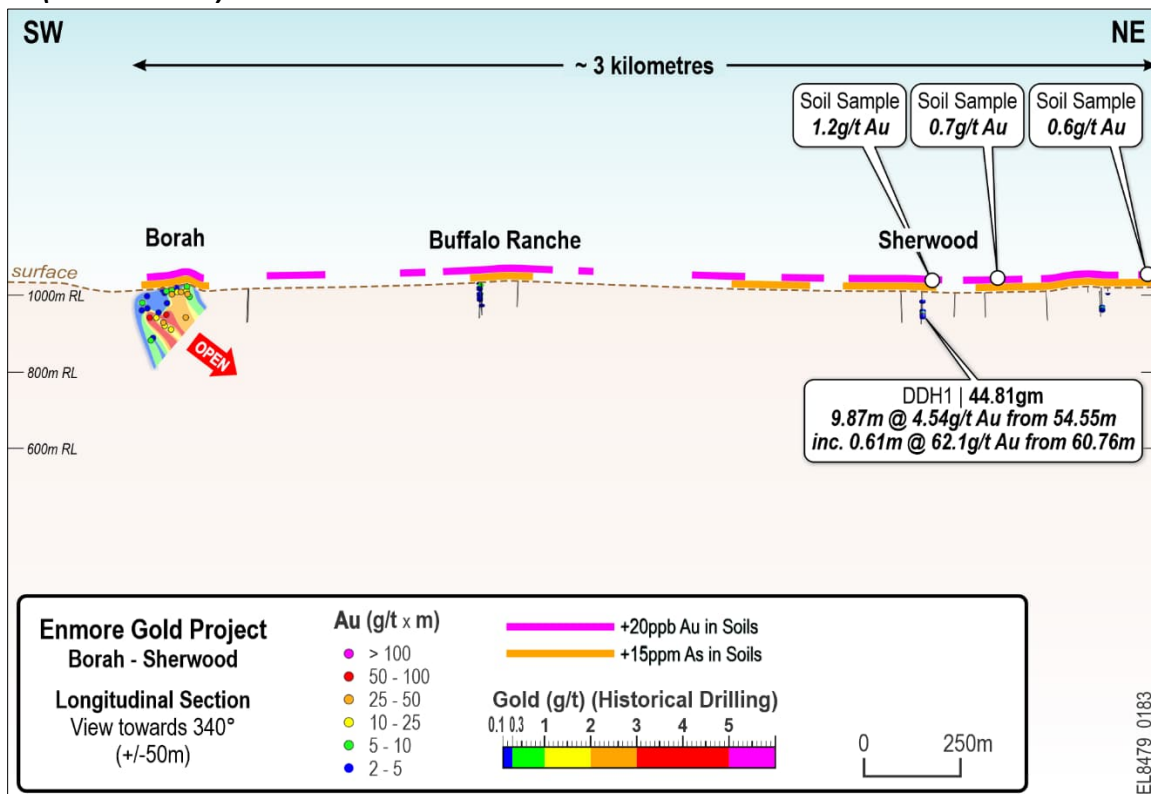 SW
NE
~ 3 kilometres
Soil Sample
1.2g/t Au
Soil Sample
0.7g/t Au
Soil Sample
0.6g/t Au
Borah
Buffalo Ranche
Sherwood
surface
1000m RL
OPEN
800m RL
DDH1 | 44.81gm
9.87m @ 4.54g/t Au from 54.55m
inc. 0.61m @ 62.1g/t Au from 60.76m
600m RL
Enmore Gold Project
Borah - Sherwood
Longitudinal Section
View towards 340°
(+/-50m)
Au (g/t x m)
> 100
50 - 100
25 - 50
10 - 25
5 - 10
2 - 5
+20ppb Au in Soils
+15ppm As in Soils
Gold (g/t) (Historical Drilling)
0.1 0.3 1 2 3 4 5
0 250m
EL8479_0183